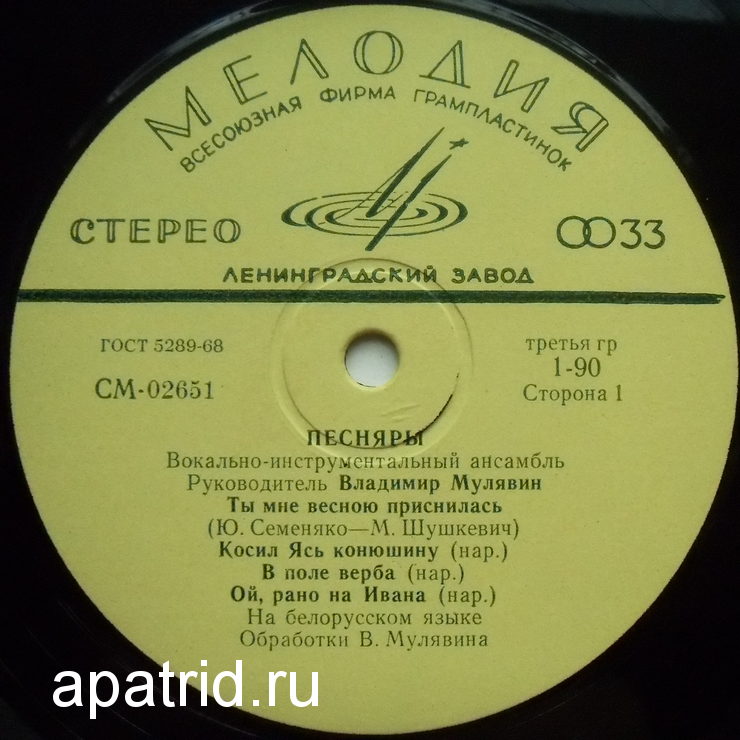 МЕЛОДИЯ
ВСЕСОЮЗНАЯ ФИРМА ГРАМПЛАСТИНОК
СТЕРЕО
33
ЛЕНИНГРАДСКИЙ ЗАВОД
ГОСТ 5289-68
третья гр
СМ-02651
1-90
Сторона 1
ПЕСНЯРЫ
Вокально-инструментальный ансамбль
Руководитель Владимир Мулявин
Ты мне весною приснилась
(Ю. Семеняко—М. Шушкевич)
Косил Ясь конюшину (нар.)
В поле верба (нар.)
Ой, рано на Ивана (нар.)
На белорусском языке
Обработки В. Мулявина
apatrid.ru